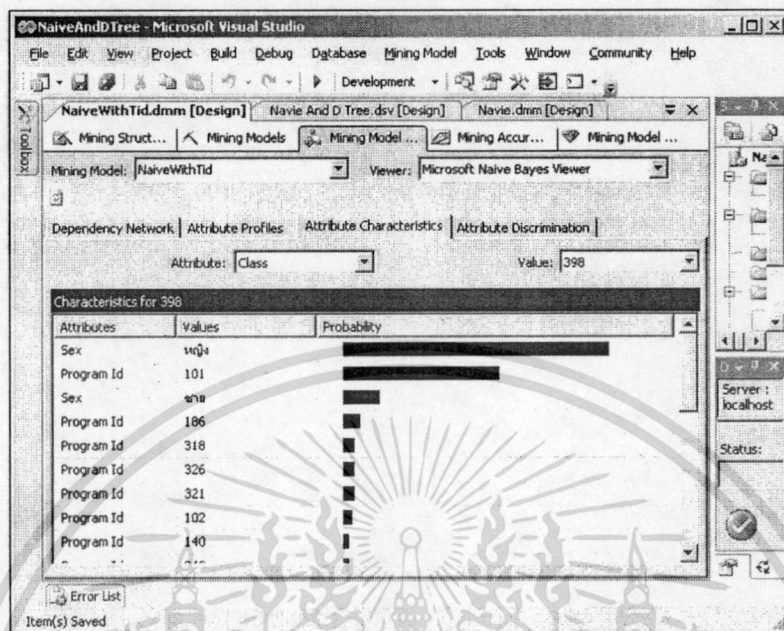 NaiveAndDTree - Microsoft Visual Studio
File Edit View Project Build Debug Database Mining Model Tools Window Community Help
Development
NaiveWithTid.dmm [Design] Navie And D Tree.dsv [Design] Navie.dmm [Design]
Toolbox
Mining Struct... Mining Models Mining Model ... Mining Accur... Mining Model ...
Mining Model: NaiveWithTid Viewer: Microsoft Naive Bayes Viewer
Dependency Network Attribute Profiles Attribute Characteristics Attribute Discrimination
Attribute: Class Value: 398
Characteristics for 398
Attributes Values Probability
Sex หญิง
Program Id 101
Sex ชาย
Program Id 186
Program Id 318
Program Id 326
Program Id 321
Program Id 102
Program Id 140
Na
Server :
localhost
Status:
Error List
Item(s) Saved